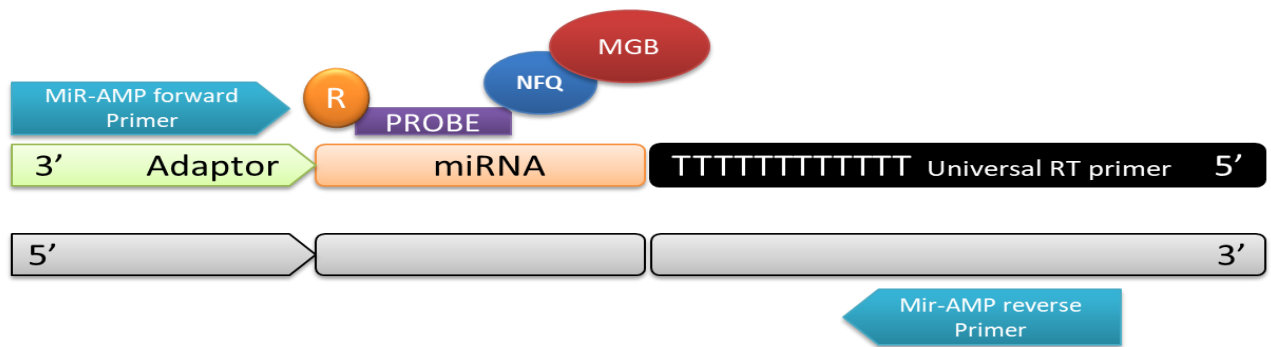 MGB
NFQ
MiR-AMP forward
Primer
R
PROBE
3’ Adaptor miRNA TTTTTTTTTTTT Universal RT primer 5’
5’ 3’
Mir-AMP reverse
Primer